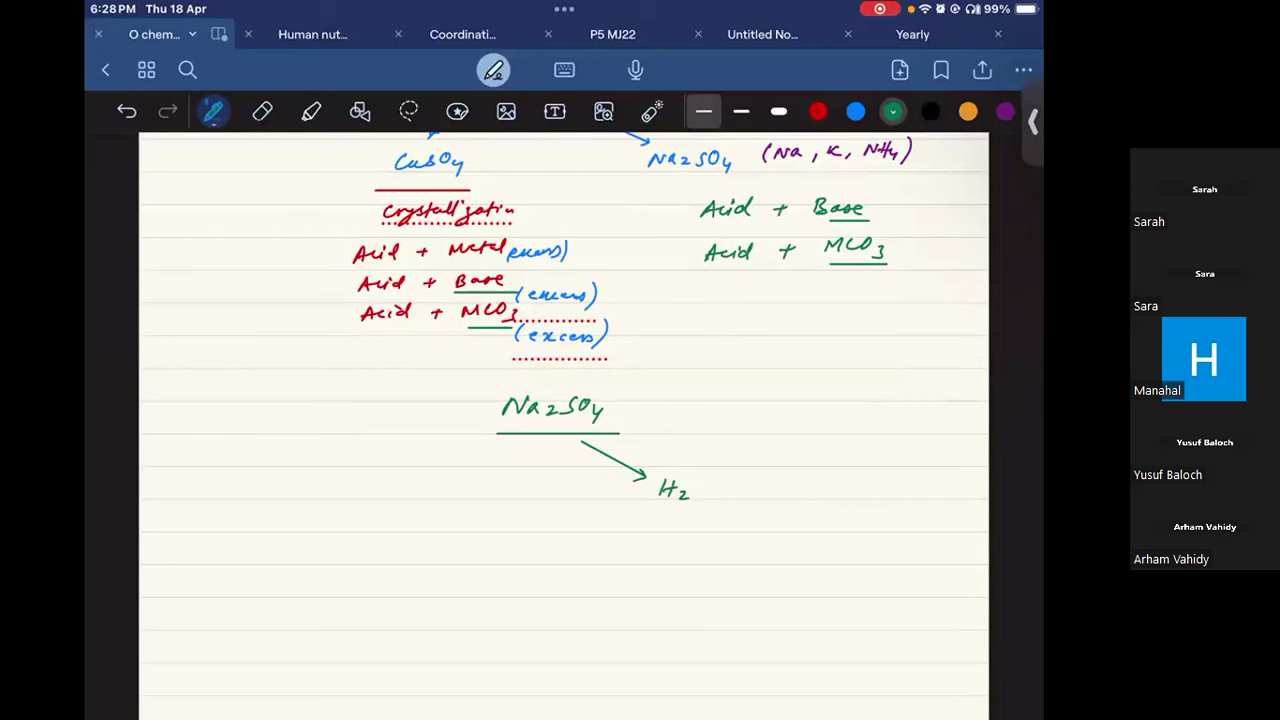 6:28 PM Thu 18 Apr
99%
O chem...
Human nut...
Coordinati...
P5 MJ22
Untitled No...
Yearly
CuSO4
Na2SO4 (Na, K, NH4)
Crystallization
Acid + Base
Acid + Metal (excess)
Acid + MCO3
Acid + Base (excess)
Acid + MCO3 (excess)
Na2SO4
H2
Sarah
Sarah
Sara
Sara
H
Manahal
Yusuf Baloch
Yusuf Baloch
Arham Vahidy
Arham Vahidy